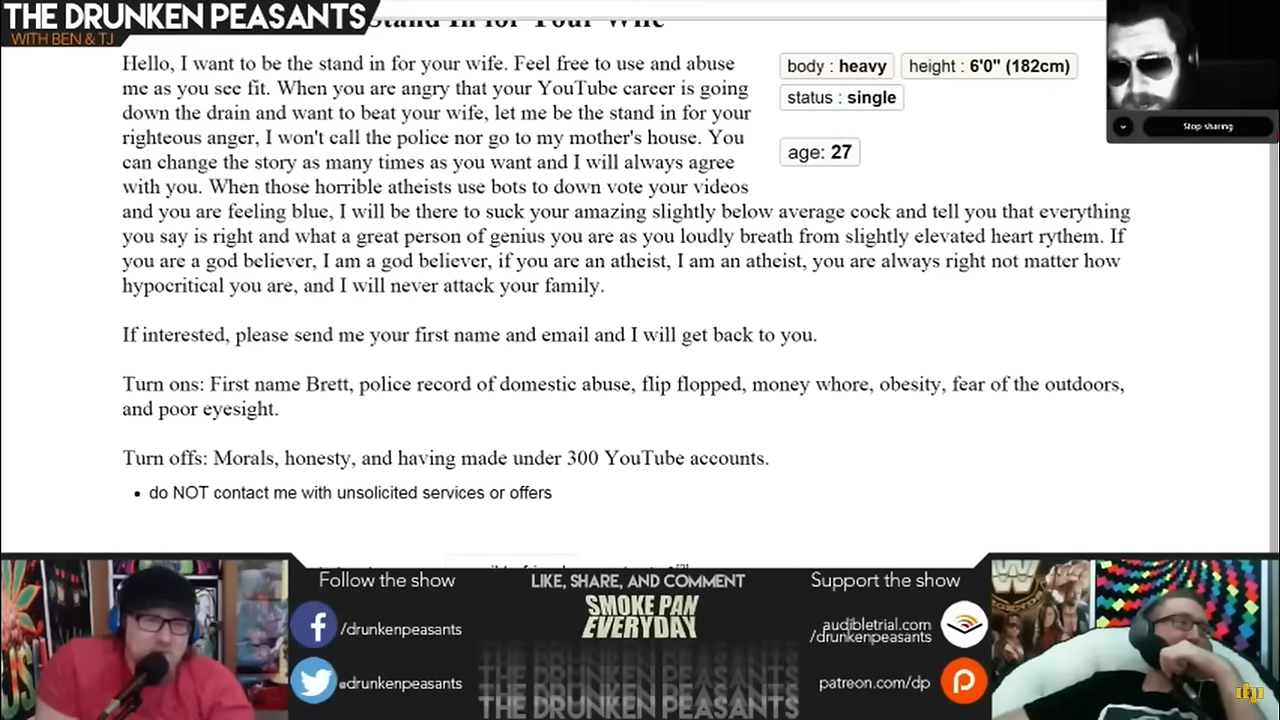 THE DRUNKEN PEASANTS
WITH BEN & TJ
Stand In for Your Wife
Hello, I want to be the stand in for your wife. Feel free to use and abuse
me as you see fit. When you are angry that your YouTube career is going
down the drain and want to beat your wife, let me be the stand in for your
righteous anger, I won't call the police nor go to my mother's house. You
can change the story as many times as you want and I will always agree
with you. When those horrible atheists use bots to down vote your videos
and you are feeling blue, I will be there to suck your amazing slightly below average cock and tell you that everything
you say is right and what a great person of genius you are as you loudly breath from slightly elevated heart rythem. If
you are a god believer, I am a god believer, if you are an atheist, I am an atheist, you are always right not matter how
hypocritical you are, and I will never attack your family.
If interested, please send me your first name and email and I will get back to you.
Turn ons: First name Brett, police record of domestic abuse, flip flopped, money whore, obesity, fear of the outdoors,
and poor eyesight.
Turn offs: Morals, honesty, and having made under 300 YouTube accounts.
• do NOT contact me with unsolicited services or offers
body : heavy
height : 6'0" (182cm)
status : single
age: 27
Stop sharing
Follow the show
/drunkenpeasants
@drunkenpeasants
LIKE, SHARE, AND COMMENT
SMOKE PAN
EVERYDAY
DRUNKEN PEASANTS
DRUNKEN PEASANTS
THE DRUNKEN PEASANTS
Support the show
audibletrial.com
/drunkenpeasants
patreon.com/dp